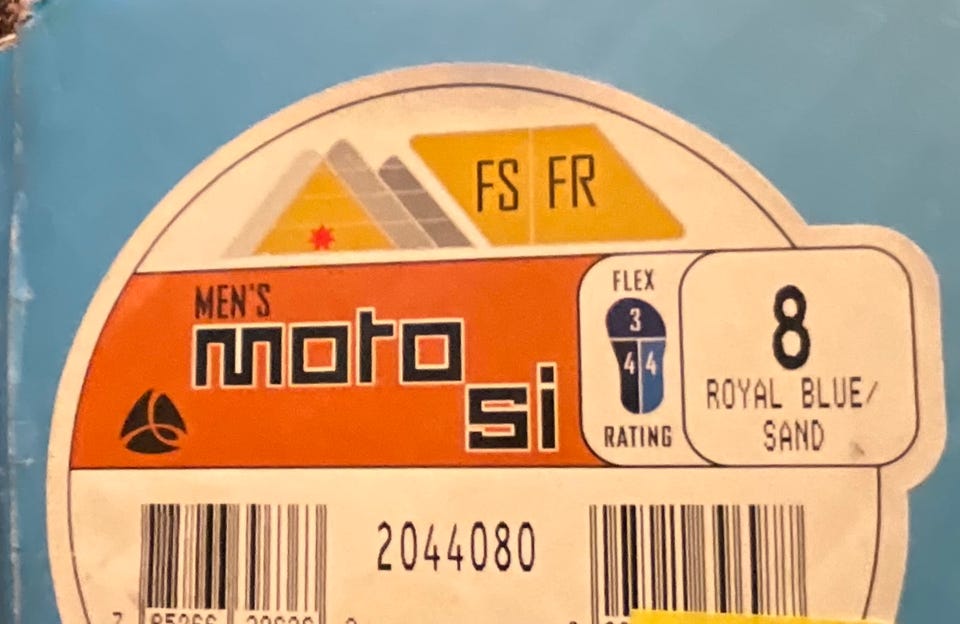 FS FR
MEN'S
moto
si
FLEX
3
4 4
RATING
8
ROYAL BLUE/
SAND
2044080